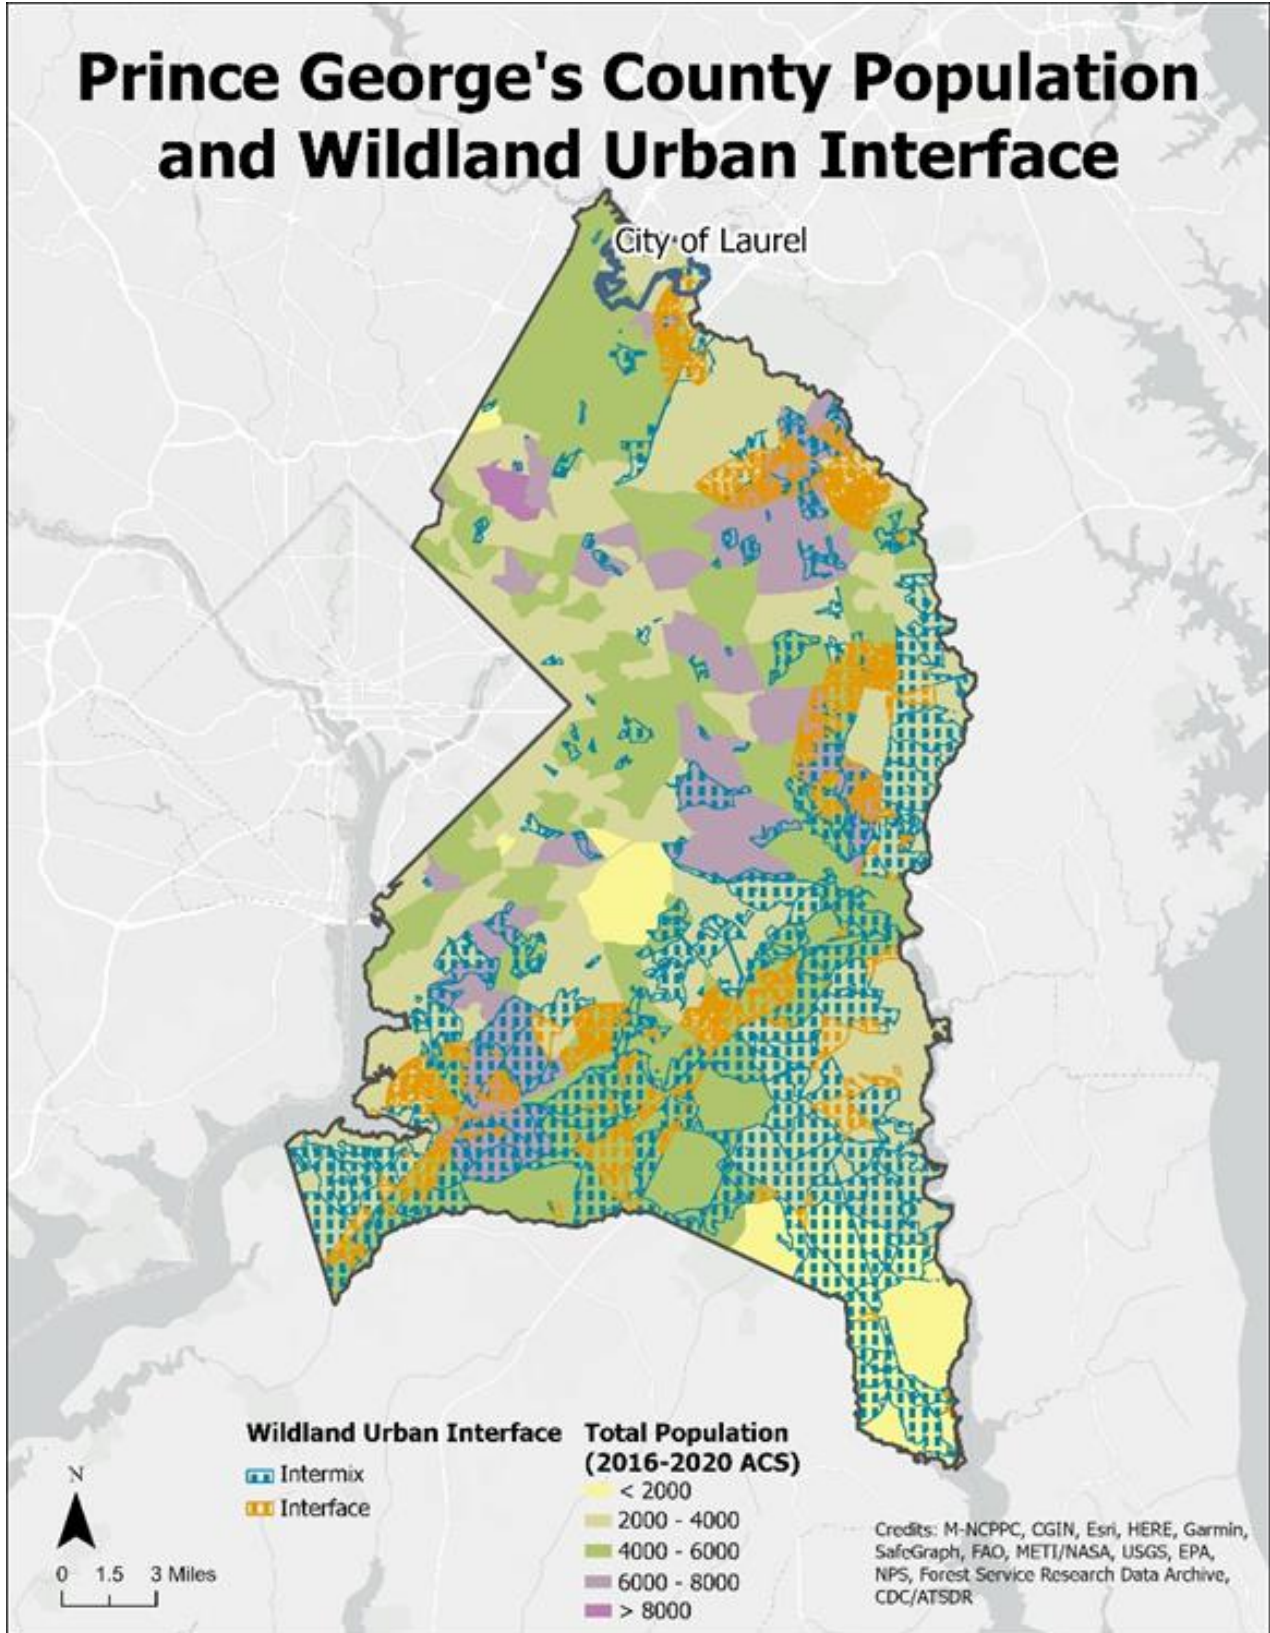 Prince George's County Population
and Wildland Urban Interface
City of Laurel
Wildland Urban Interface
Intermix
Interface
Total Population
(2016-2020 ACS)
< 2000
2000 - 4000
4000 - 6000
6000 - 8000
> 8000
N
0 1.5 3 Miles
Credits: M-NCPPC, CGIN, Esri, HERE, Garmin,
SafeGraph, FAO, METI/NASA, USGS, EPA,
NPS, Forest Service Research Data Archive,
CDC/ATSDR